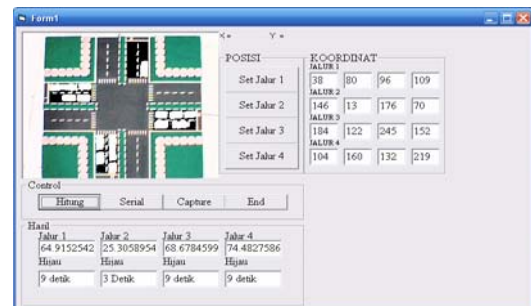 Form1
X = Y =
POSISI
Set Jalur 1
Set Jalur 2
Set Jalur 3
Set Jalur 4
KOORDINAT
JALUR 1
38 80 96 109
JALUR 2
146 13 176 70
JALUR 3
184 122 245 152
JALUR 4
104 160 132 219
Control
Hitung Serial Capture End
Hasil
Jalur 1 Jalur 2 Jalur 3 Jalur 4
64.9152542 25.3058954 68.6784599 74.4827586
Hijau Hijau Hijau Hijau
9 detik 3 Detik 9 detik 9 detik